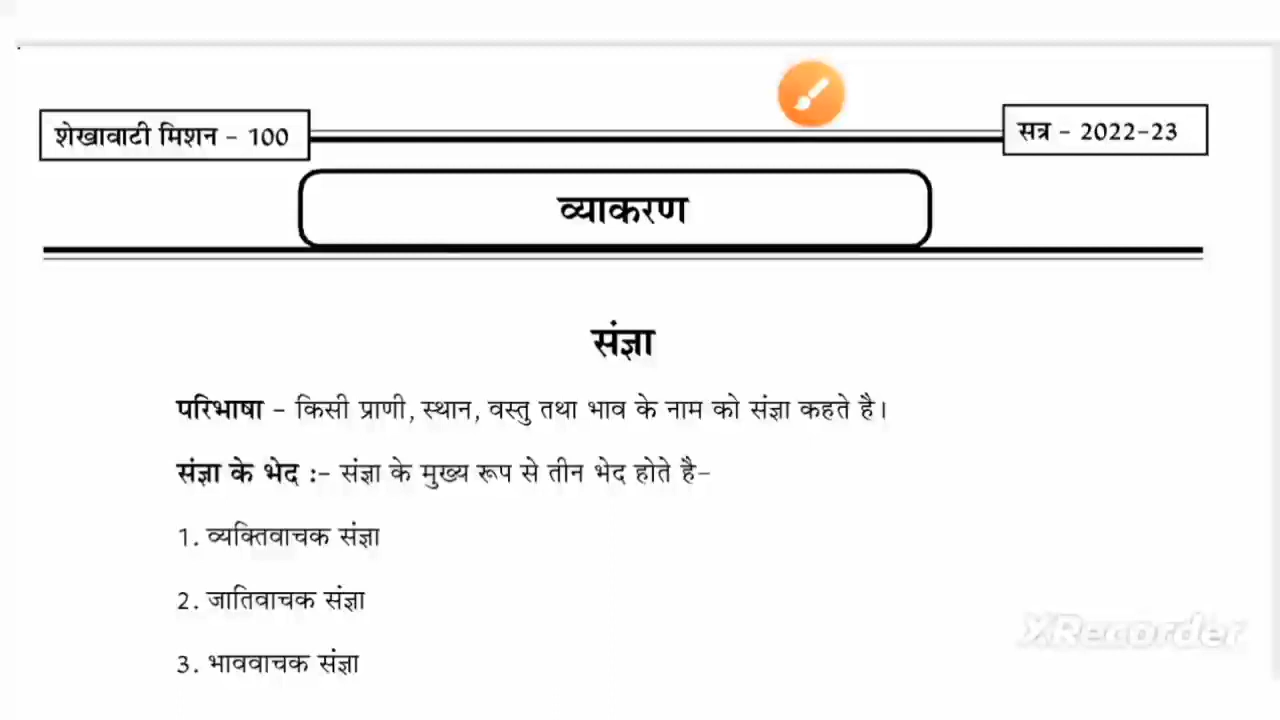 शेखावाटी मिशन - 100
सत्र - 2022-23
व्याकरण
संज्ञा
परिभाषा - किसी प्राणी, स्थान, वस्तु तथा भाव के नाम को संज्ञा कहते है।
संज्ञा के भेद :- संज्ञा के मुख्य रूप से तीन भेद होते है-
1. व्यक्तिवाचक संज्ञा
2. जातिवाचक संज्ञा
3. भाववाचक संज्ञा
XRecorder